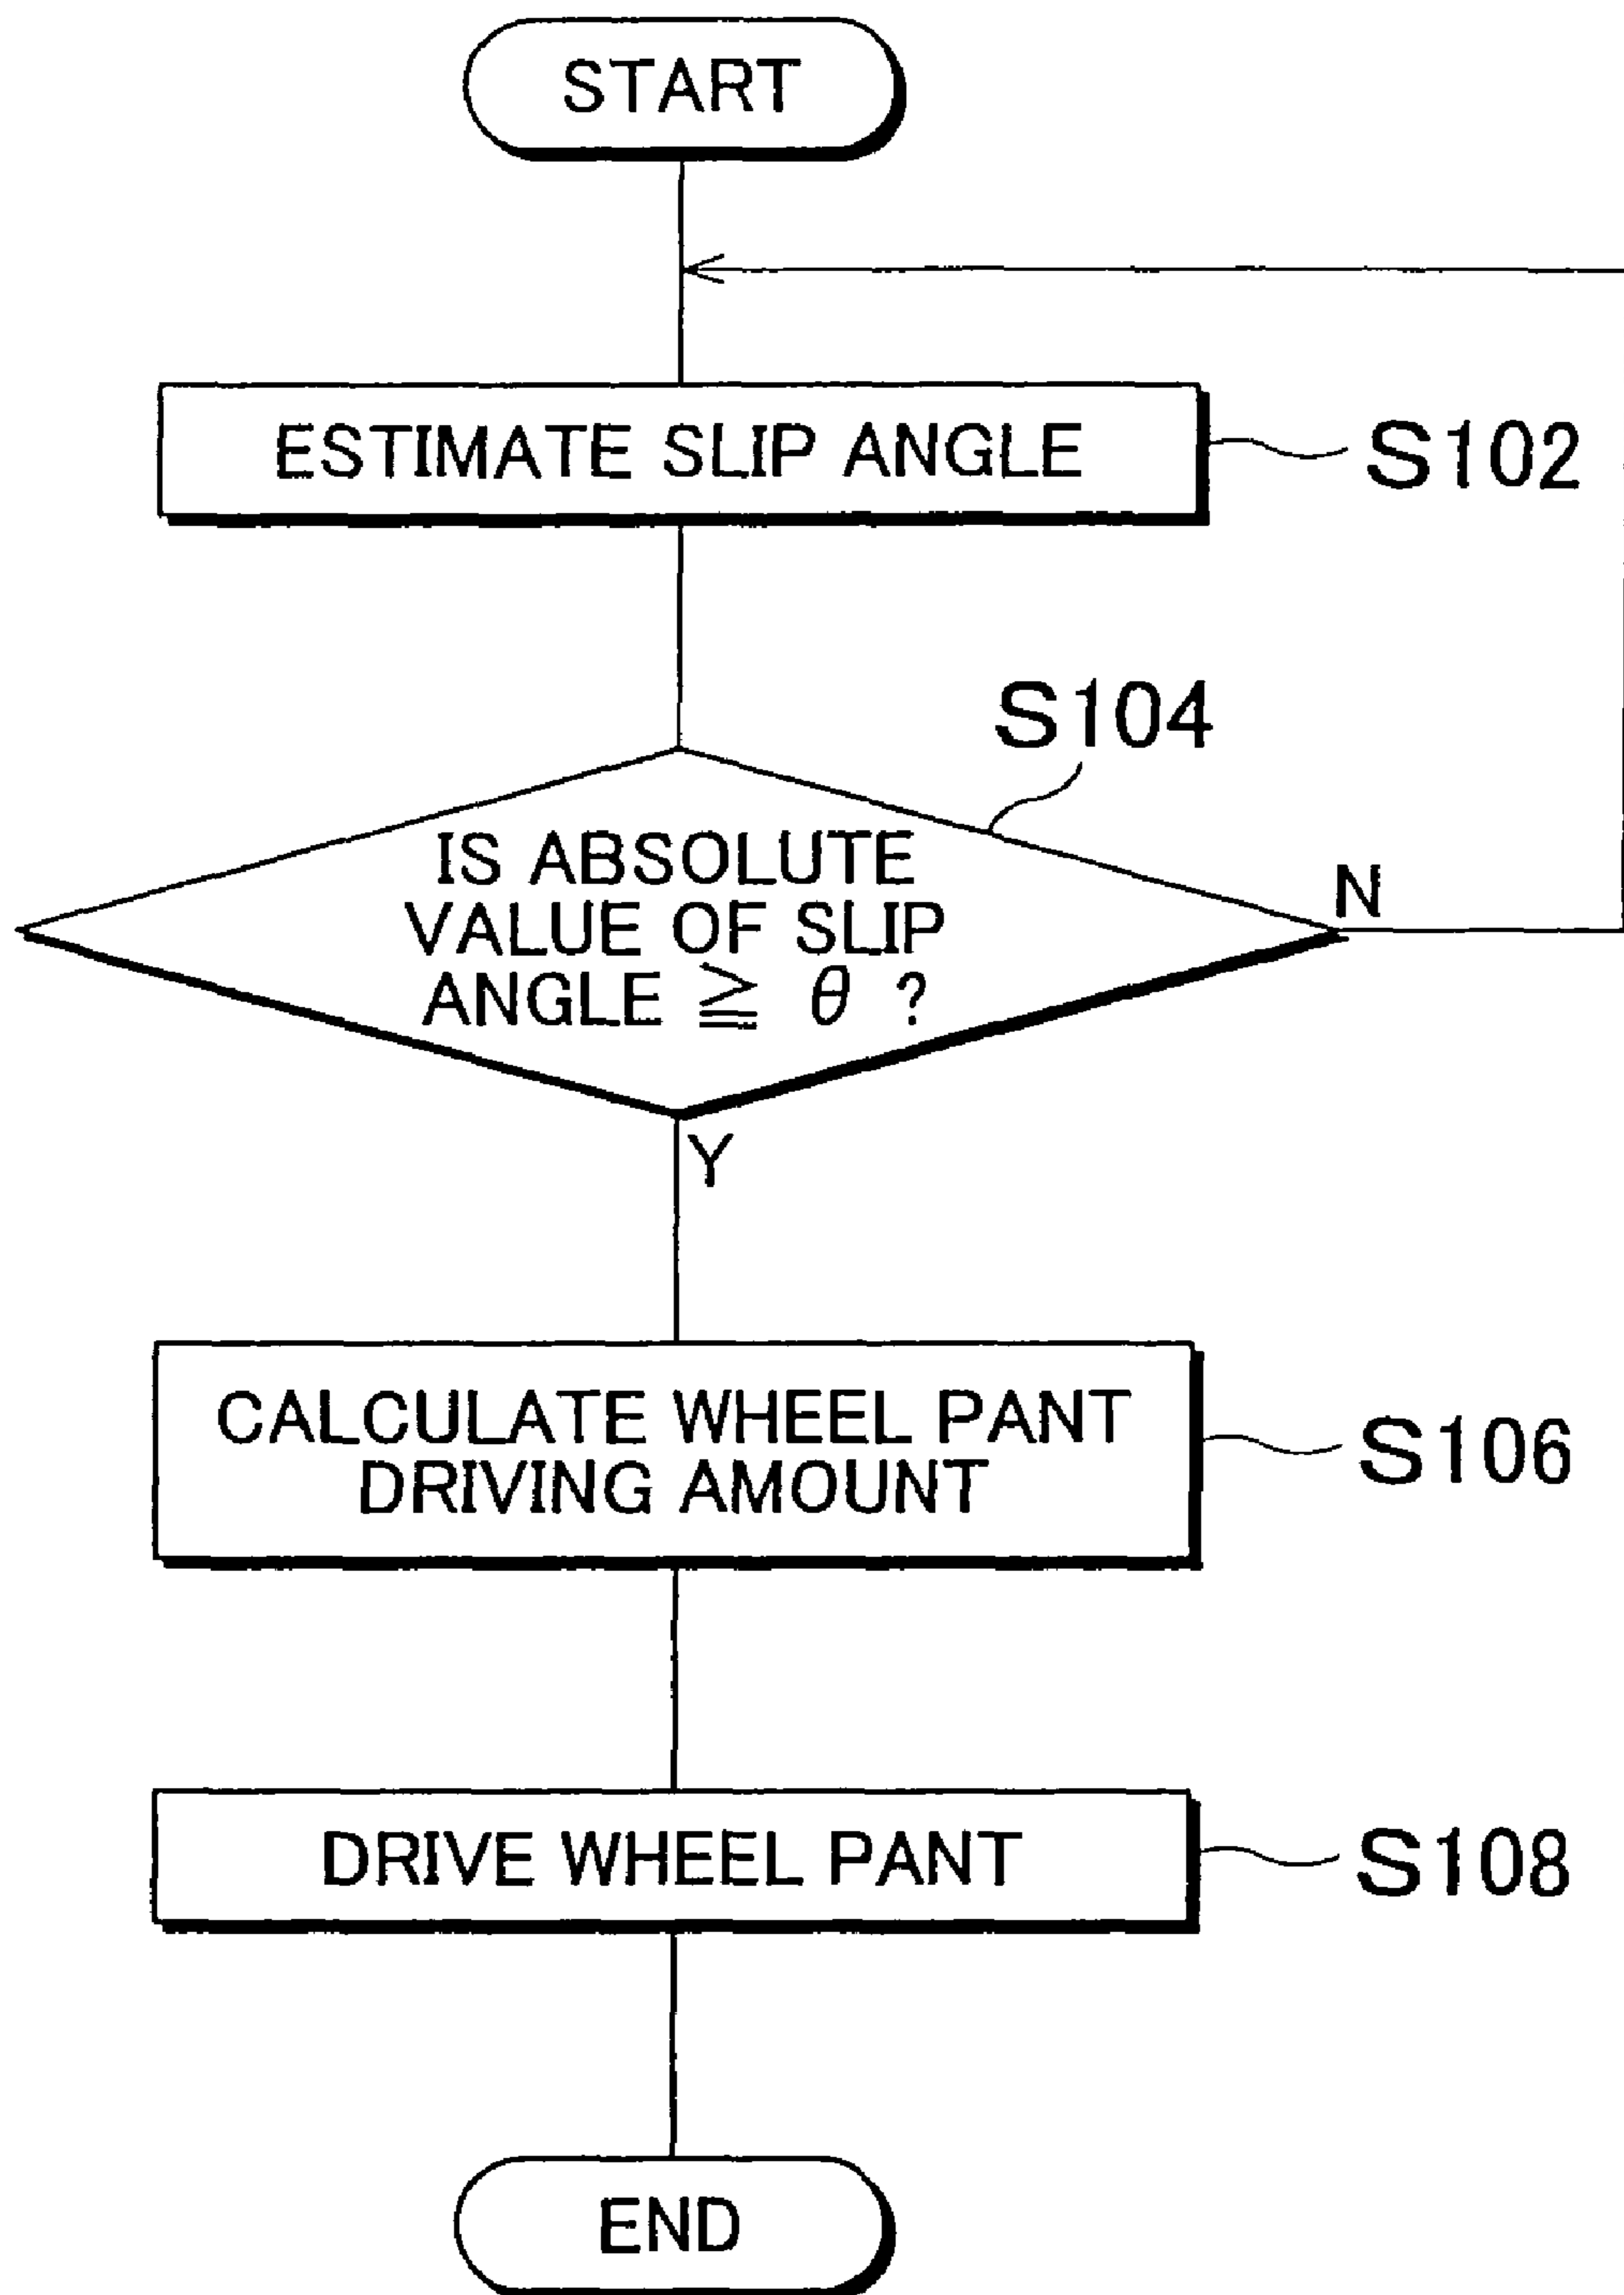 START
ESTIMATE SLIP ANGLE
S102
S104
IS ABSOLUTE
VALUE OF SLIP
ANGLE ≧ θ ?
N
Y
CALCULATE WHEEL PANT
DRIVING AMOUNT
S106
DRIVE WHEEL PANT
S108
END